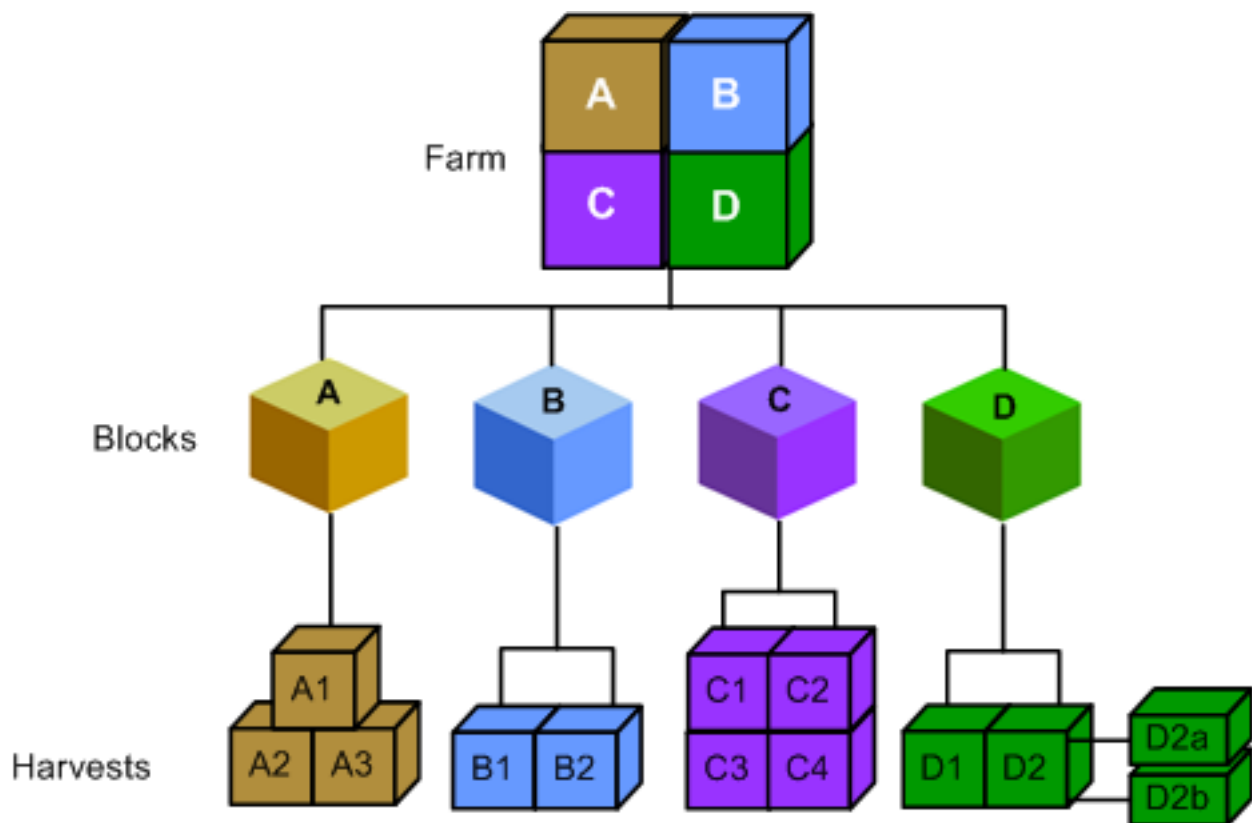 A B
Farm
C D
A B C D
Blocks
A1 C1 C2
A2 A3 B1 B2 C3 C4 D1 D2 D2a
Harvests
D2b